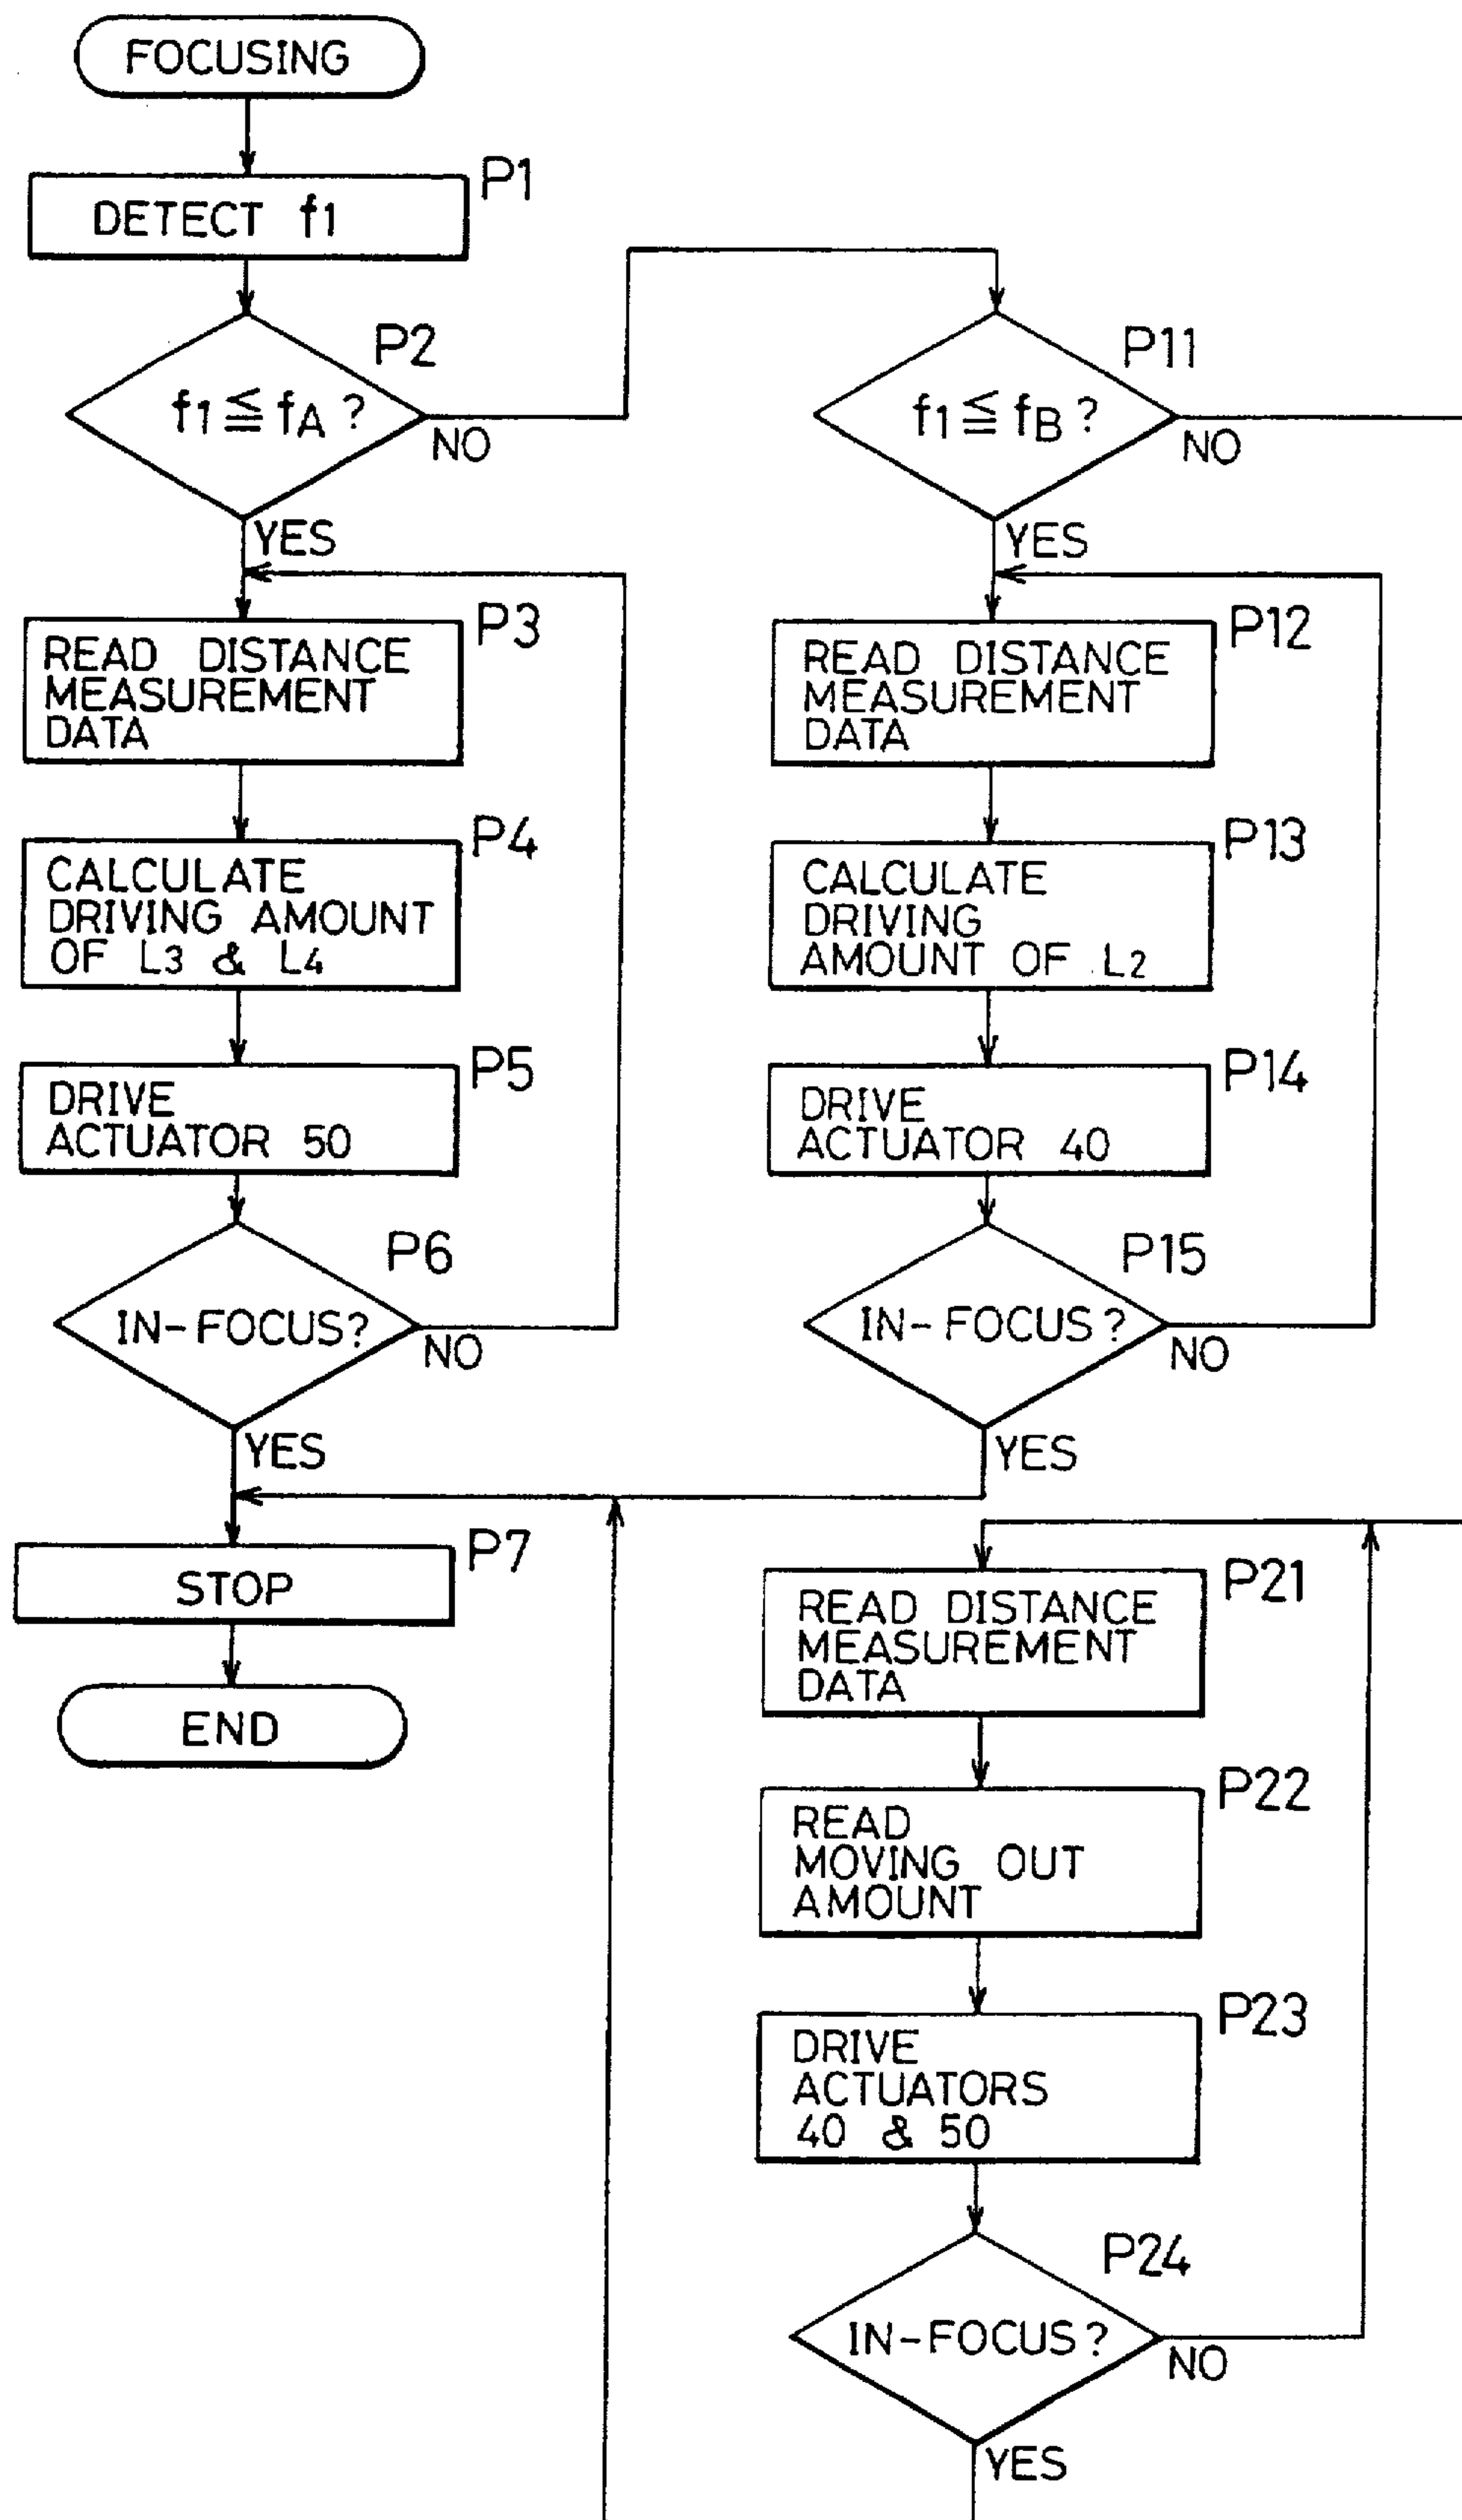 FOCUSING
P1
DETECT f1
P2
f1≦fA?
NO
YES
P3
READ DISTANCE
MEASUREMENT
DATA
P4
CALCULATE
DRIVING AMOUNT
OF L3 & L4
P5
DRIVE
ACTUATOR 50
P6
IN-FOCUS?
NO
YES
P7
STOP
END
P11
f1≦fB?
NO
YES
P12
READ DISTANCE
MEASUREMENT
DATA
P13
CALCULATE
DRIVING
AMOUNT OF L2
P14
DRIVE
ACTUATOR 40
P15
IN-FOCUS?
NO
YES
P21
READ DISTANCE
MEASUREMENT
DATA
P22
READ
MOVING OUT
AMOUNT
P23
DRIVE
ACTUATORS
40 & 50
P24
IN-FOCUS?
NO
YES